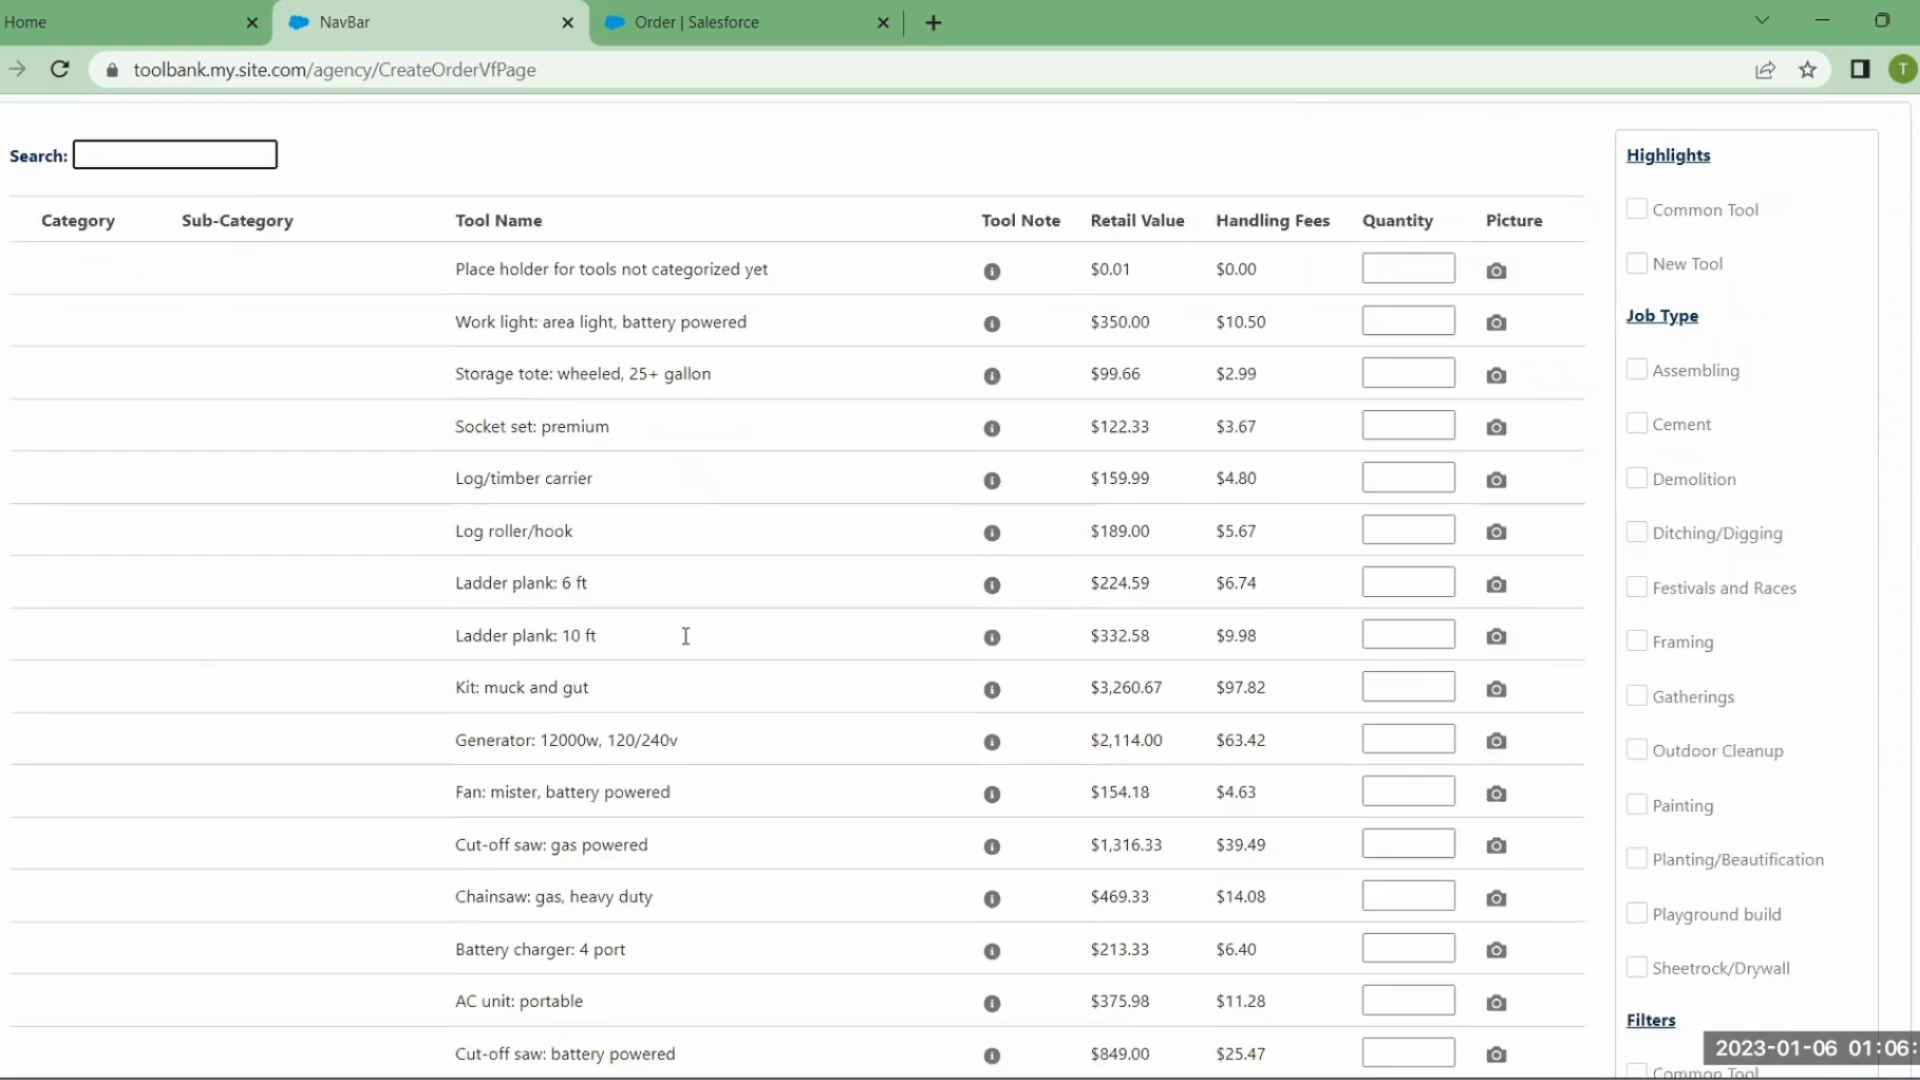 Home
NavBar
Order | Salesforce
toolbank.my.site.com/agency/CreateOrderVfPage
T
Search:
Category Sub-Category Tool Name Tool Note Retail Value Handling Fees Quantity Picture
Place holder for tools not categorized yet $0.01 $0.00
Work light: area light, battery powered $350.00 $10.50
Storage tote: wheeled, 25+ gallon $99.66 $2.99
Socket set: premium $122.33 $3.67
Log/timber carrier $159.99 $4.80
Log roller/hook $189.00 $5.67
Ladder plank: 6 ft $224.59 $6.74
Ladder plank: 10 ft $332.58 $9.98
Kit: muck and gut $3,260.67 $97.82
Generator: 12000w, 120/240v $2,114.00 $63.42
Fan: mister, battery powered $154.18 $4.63
Cut-off saw: gas powered $1,316.33 $39.49
Chainsaw: gas, heavy duty $469.33 $14.08
Battery charger: 4 port $213.33 $6.40
AC unit: portable $375.98 $11.28
Cut-off saw: battery powered $849.00 $25.47
Highlights
Common Tool
New Tool
Job Type
Assembling
Cement
Demolition
Ditching/Digging
Festivals and Races
Framing
Gatherings
Outdoor Cleanup
Painting
Planting/Beautification
Playground build
Sheetrock/Drywall
Filters
Common Tool
2023-01-06 01:06: